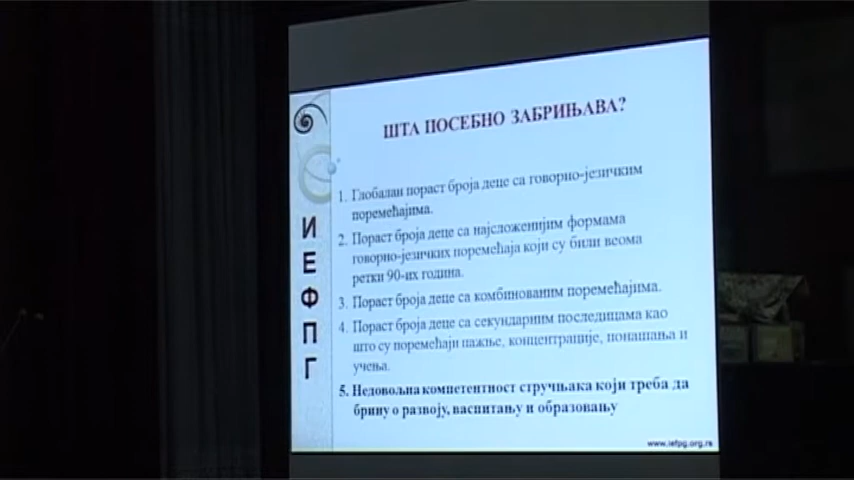 ШТА ПОСЕБНО ЗАБРИЊАВА?
1. Глобалан пораст броја деце са говорно-језичким
поремећајима.
2. Пораст броја деце са најсложенијим формама
говорно-језичких поремећаја који су били веома
ретки 90-их година.
3. Пораст броја деце са комбинованим поремећајима.
4. Пораст броја деце са секундарним последицама као
што су поремећаји пажње, концентрације, понашања и
учења.
5. Недовољна компетентност стручњака који треба да
брину о развоју, васпитању и образовању
И
Е
Ф
П
Г
www.iefpg.org.rs